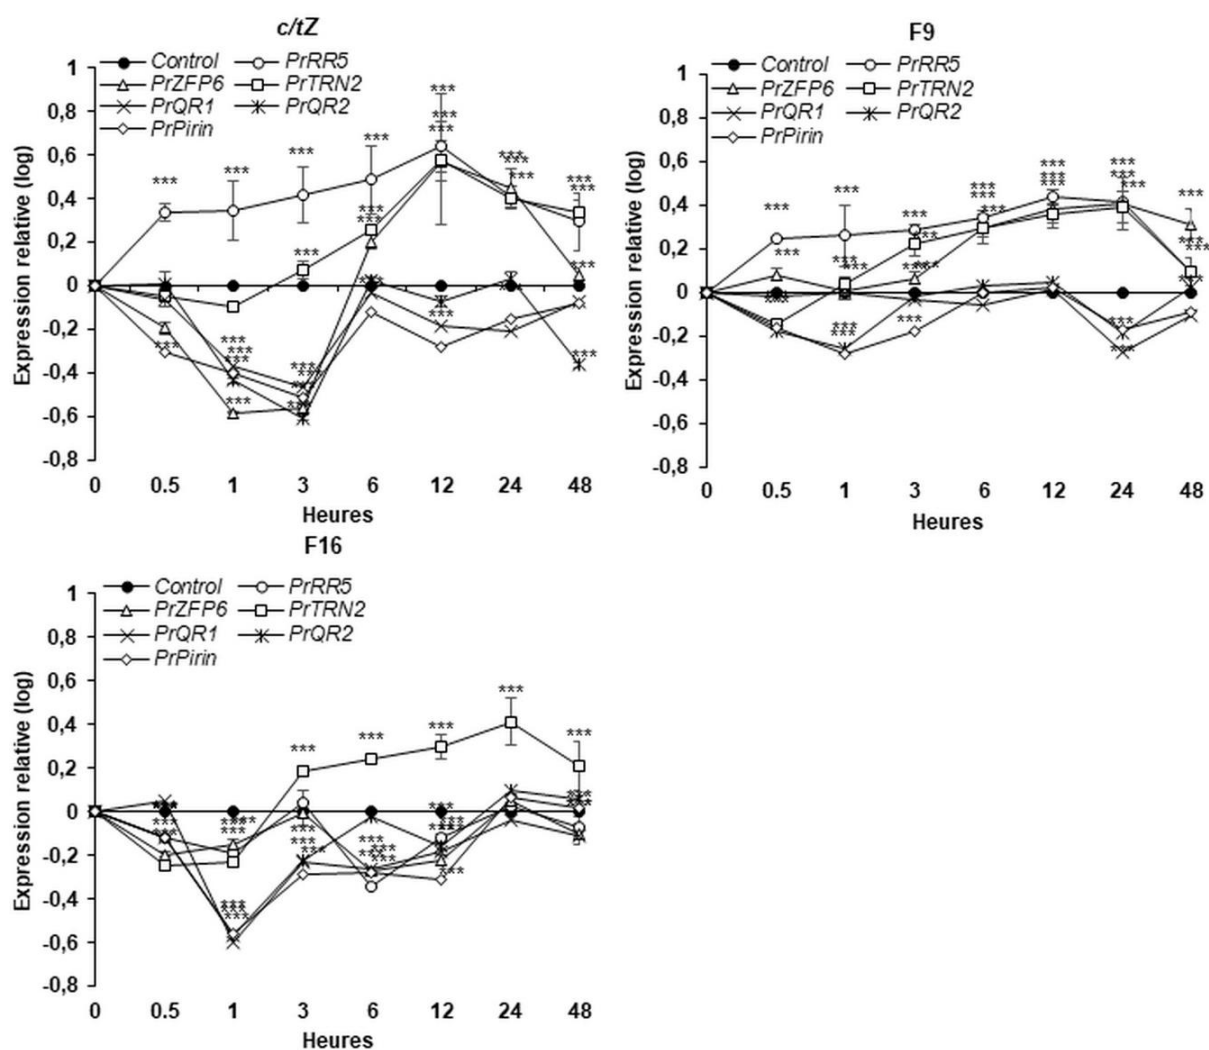 c/tZ
Control PrRR5
PrZFP6 PrTRN2
PrQR1 PrQR2
PrPirin
Expression relative (log)
1
0,8
0,6
0,4
0,2
0
-0,2
-0,4
-0,6
-0,8
0 0.5 1 3 6 12 24 48
Heures
F9
Control PrRR5
PrZFP6 PrTRN2
PrQR1 PrQR2
PrPirin
Expression relative (log)
1
0,8
0,6
0,4
0,2
0
-0,2
-0,4
-0,6
-0,8
0 0.5 1 3 6 12 24 48
Heures
F16
Control PrRR5
PrZFP6 PrTRN2
PrQR1 PrQR2
PrPirin
Expression relative (log)
1
0,8
0,6
0,4
0,2
0
-0,2
-0,4
-0,6
-0,8
0 0.5 1 3 6 12 24 48
Heures